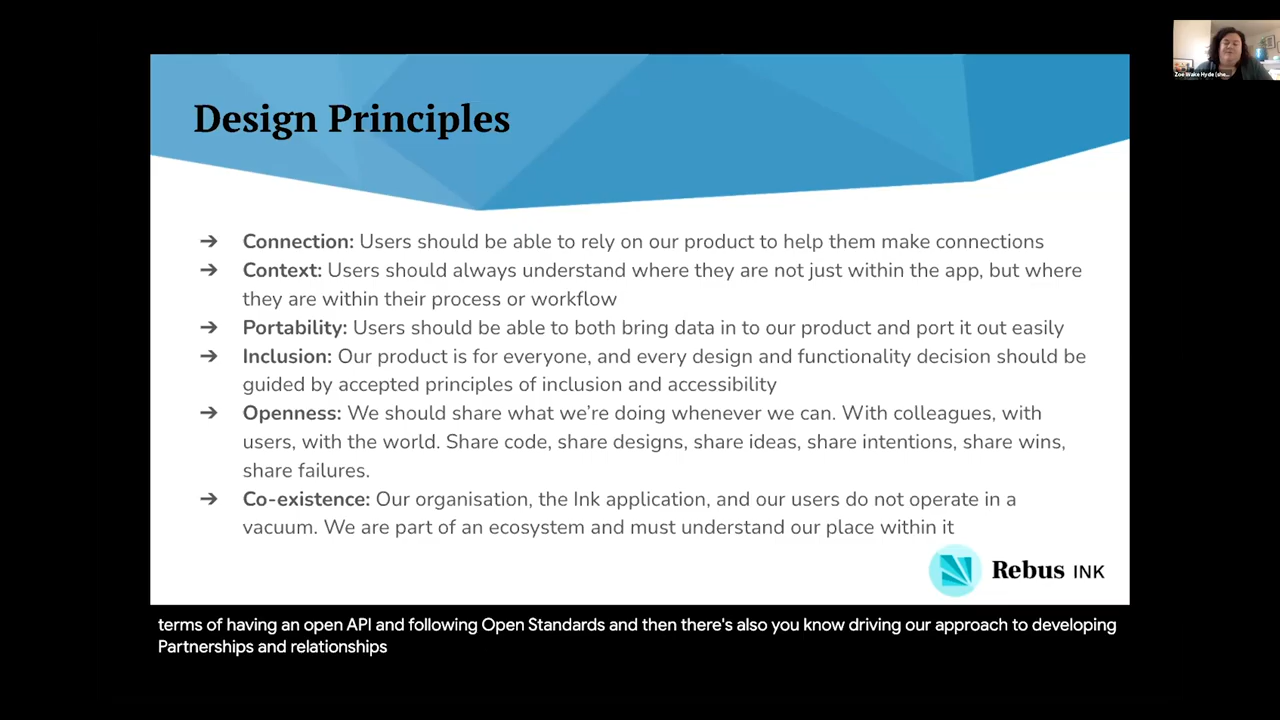 Zoe Wake Hyde (she...
Design Principles
➔ Connection: Users should be able to rely on our product to help them make connections
➔ Context: Users should always understand where they are not just within the app, but where
they are within their process or workflow
➔ Portability: Users should be able to both bring data in to our product and port it out easily
➔ Inclusion: Our product is for everyone, and every design and functionality decision should be
guided by accepted principles of inclusion and accessibility
➔ Openness: We should share what we’re doing whenever we can. With colleagues, with
users, with the world. Share code, share designs, share ideas, share intentions, share wins,
share failures.
➔ Co-existence: Our organisation, the Ink application, and our users do not operate in a
vacuum. We are part of an ecosystem and must understand our place within it
Rebus INK
terms of having an open API and following Open Standards and then there's also you know driving our approach to developing
Partnerships and relationships